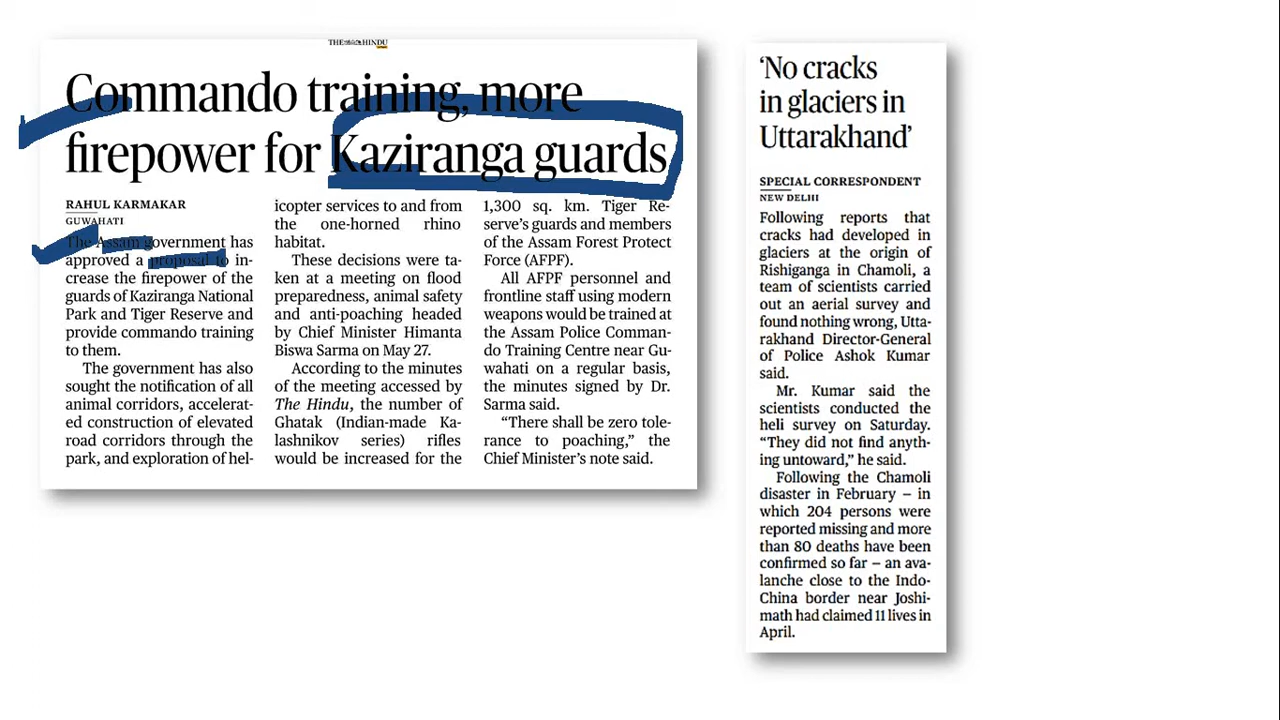 THE HINDU
Commando training, more
firepower for Kaziranga guards
RAHUL KARMAKAR
GUWAHATI
The Assam government has
approved a proposal to in-
crease the firepower of the
guards of Kaziranga National
Park and Tiger Reserve and
provide commando training
to them.
The government has also
sought the notification of all
animal corridors, accelerat-
ed construction of elevated
road corridors through the
park, and exploration of hel-
icopter services to and from
the one-horned rhino
habitat.
These decisions were ta-
ken at a meeting on flood
preparedness, animal safety
and anti-poaching headed
by Chief Minister Himanta
Biswa Sarma on May 27.
According to the minutes
of the meeting accessed by
The Hindu, the number of
Ghatak (Indian-made Ka-
lashnikov series) rifles
would be increased for the
1,300 sq. km. Tiger Re-
serve's guards and members
of the Assam Forest Protect
Force (AFPF).
All AFPF personnel and
frontline staff using modern
weapons would be trained at
the Assam Police Comman-
do Training Centre near Gu-
wahati on a regular basis,
the minutes signed by Dr.
Sarma said.
“There shall be zero tole-
rance to poaching,” the
Chief Minister's note said.
‘No cracks
in glaciers in
Uttarakhand’
SPECIAL CORRESPONDENT
NEW DELHI
Following reports that
cracks had developed in
glaciers at the origin of
Rishiganga in Chamoli, a
team of scientists carried
out an aerial survey and
found nothing wrong, Utta-
rakhand Director-General
of Police Ashok Kumar
said.
Mr. Kumar said the
scientists conducted the
heli survey on Saturday.
“They did not find anyth-
ing untoward,” he said.
Following the Chamoli
disaster in February – in
which 204 persons were
reported missing and more
than 80 deaths have been
confirmed so far – an ava-
lanche close to the Indo-
China border near Joshi-
math had claimed 11 lives in
April.